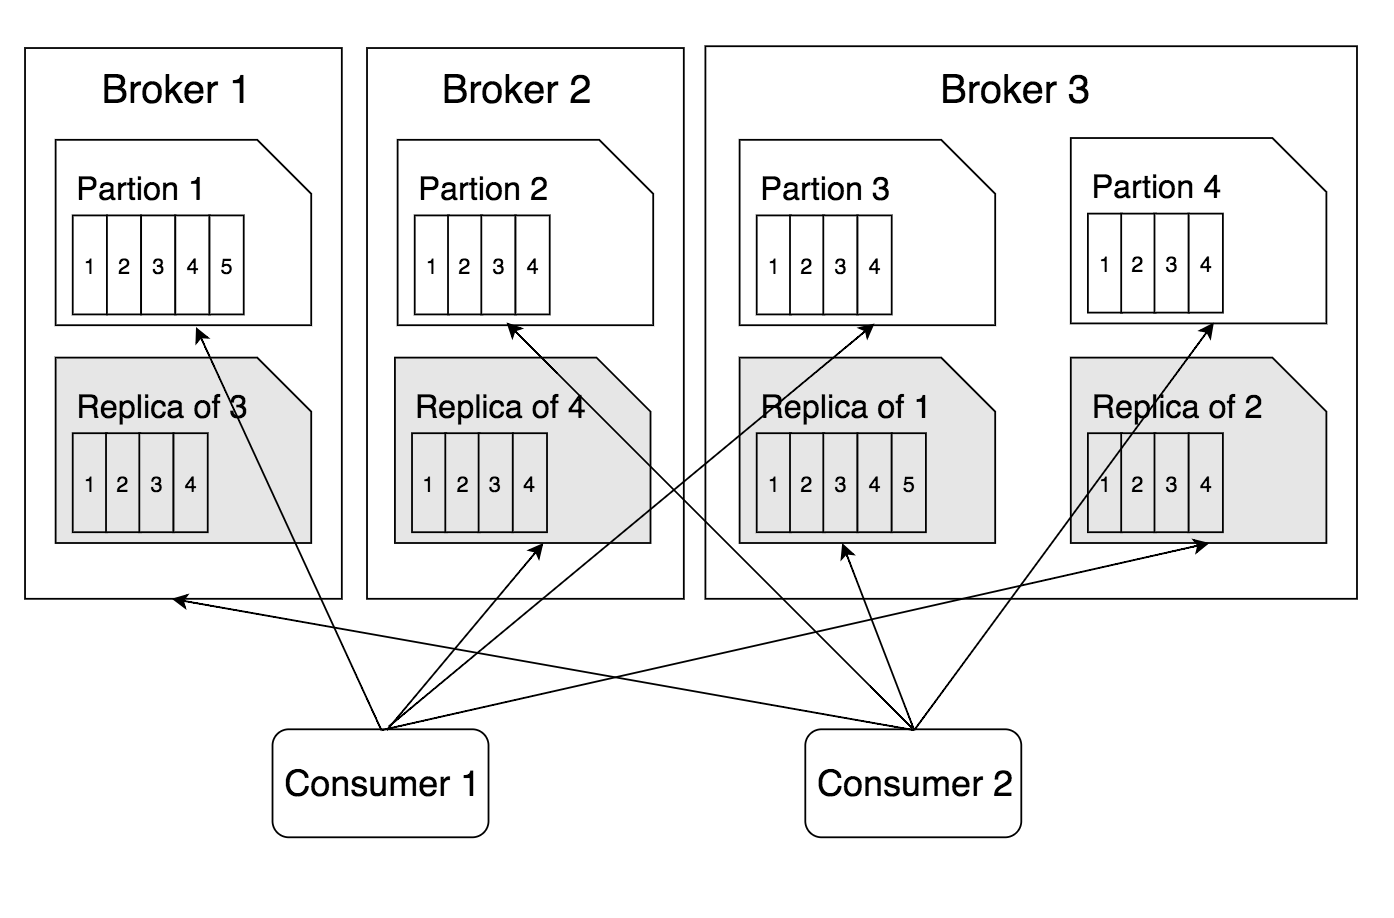 Broker 1
Partion 1
1 2 3 4 5
Replica of 3
1 2 3 4
Broker 2
Partion 2
1 2 3 4
Replica of 4
1 2 3 4
Broker 3
Partion 3
1 2 3 4
Partion 4
1 2 3 4
Replica of 1
1 2 3 4 5
Replica of 2
1 2 3 4
Consumer 1
Consumer 2